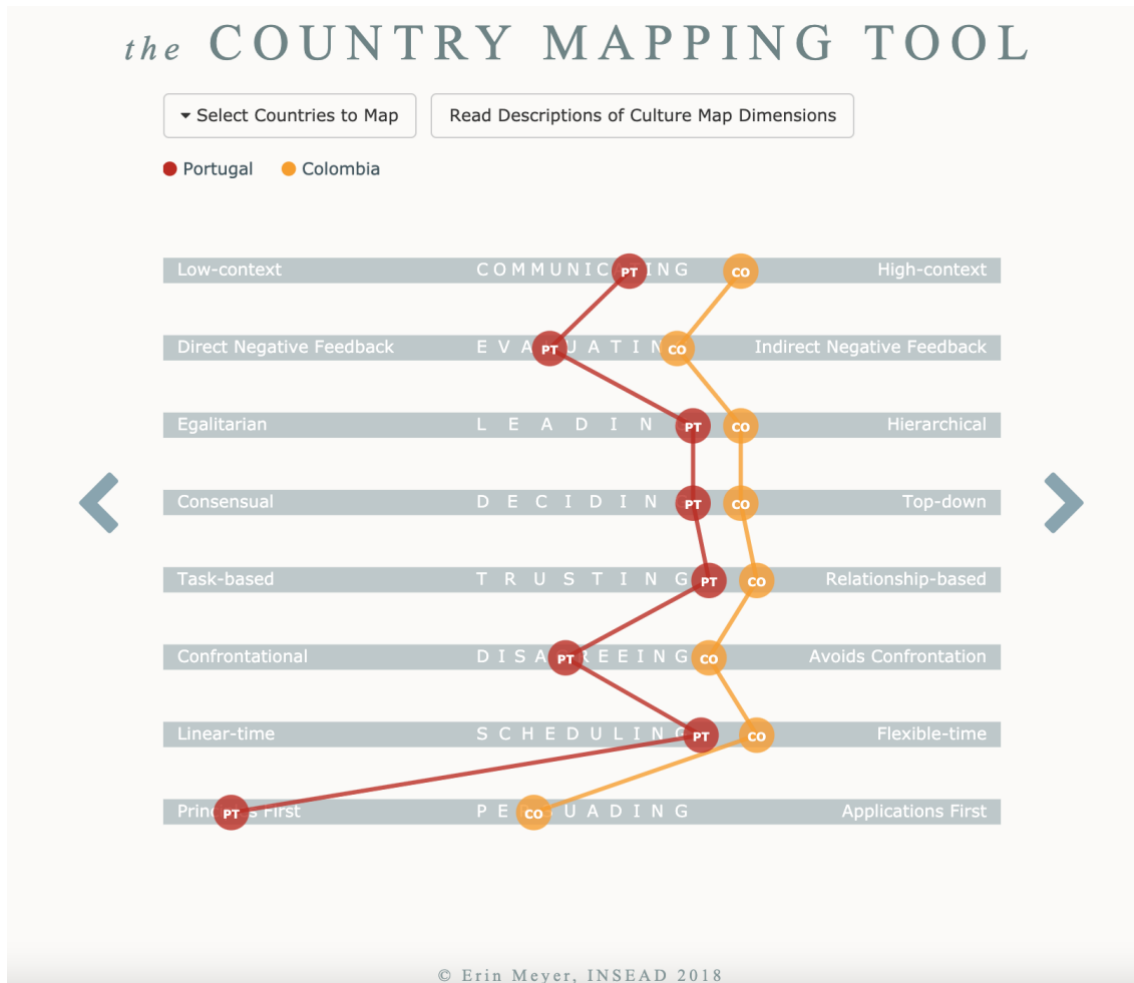 the COUNTRY MAPPING TOOL
Select Countries to Map Read Descriptions of Culture Map Dimensions
Portugal Colombia
Low-context PT CO High-context
Direct Negative Feedback PT CO Indirect Negative Feedback
Egalitarian PT CO Hierarchical
Consensual PT CO Top-down
Task-based TRUSTING PT CO Relationship-based
Confrontational PT CO Avoids Confrontation
Linear-time PT CO Flexible-time
PT First CO Applications First
© Erin Meyer, INSEAD 2018